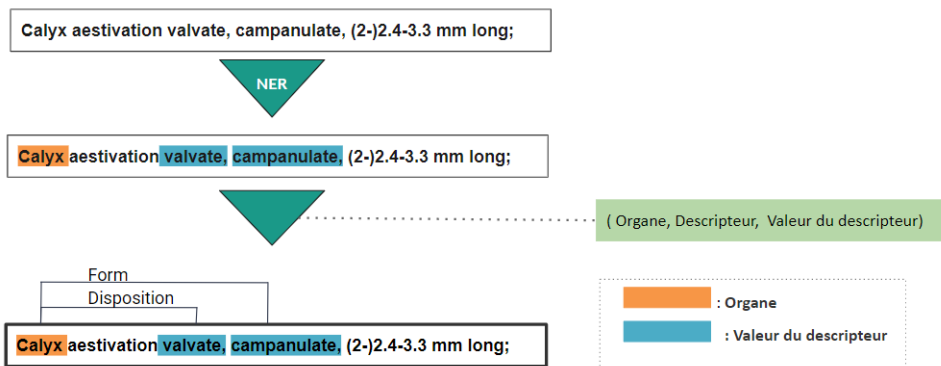 Calyx aestivation valvate, campanulate, (2-)2.4-3.3 mm long;
NER
Calyx aestivation valvate, campanulate, (2-)2.4-3.3 mm long;
( Organe, Descripteur, Valeur du descripteur)
Form
Disposition
Calyx aestivation valvate, campanulate, (2-)2.4-3.3 mm long;
: Organe
: Valeur du descripteur